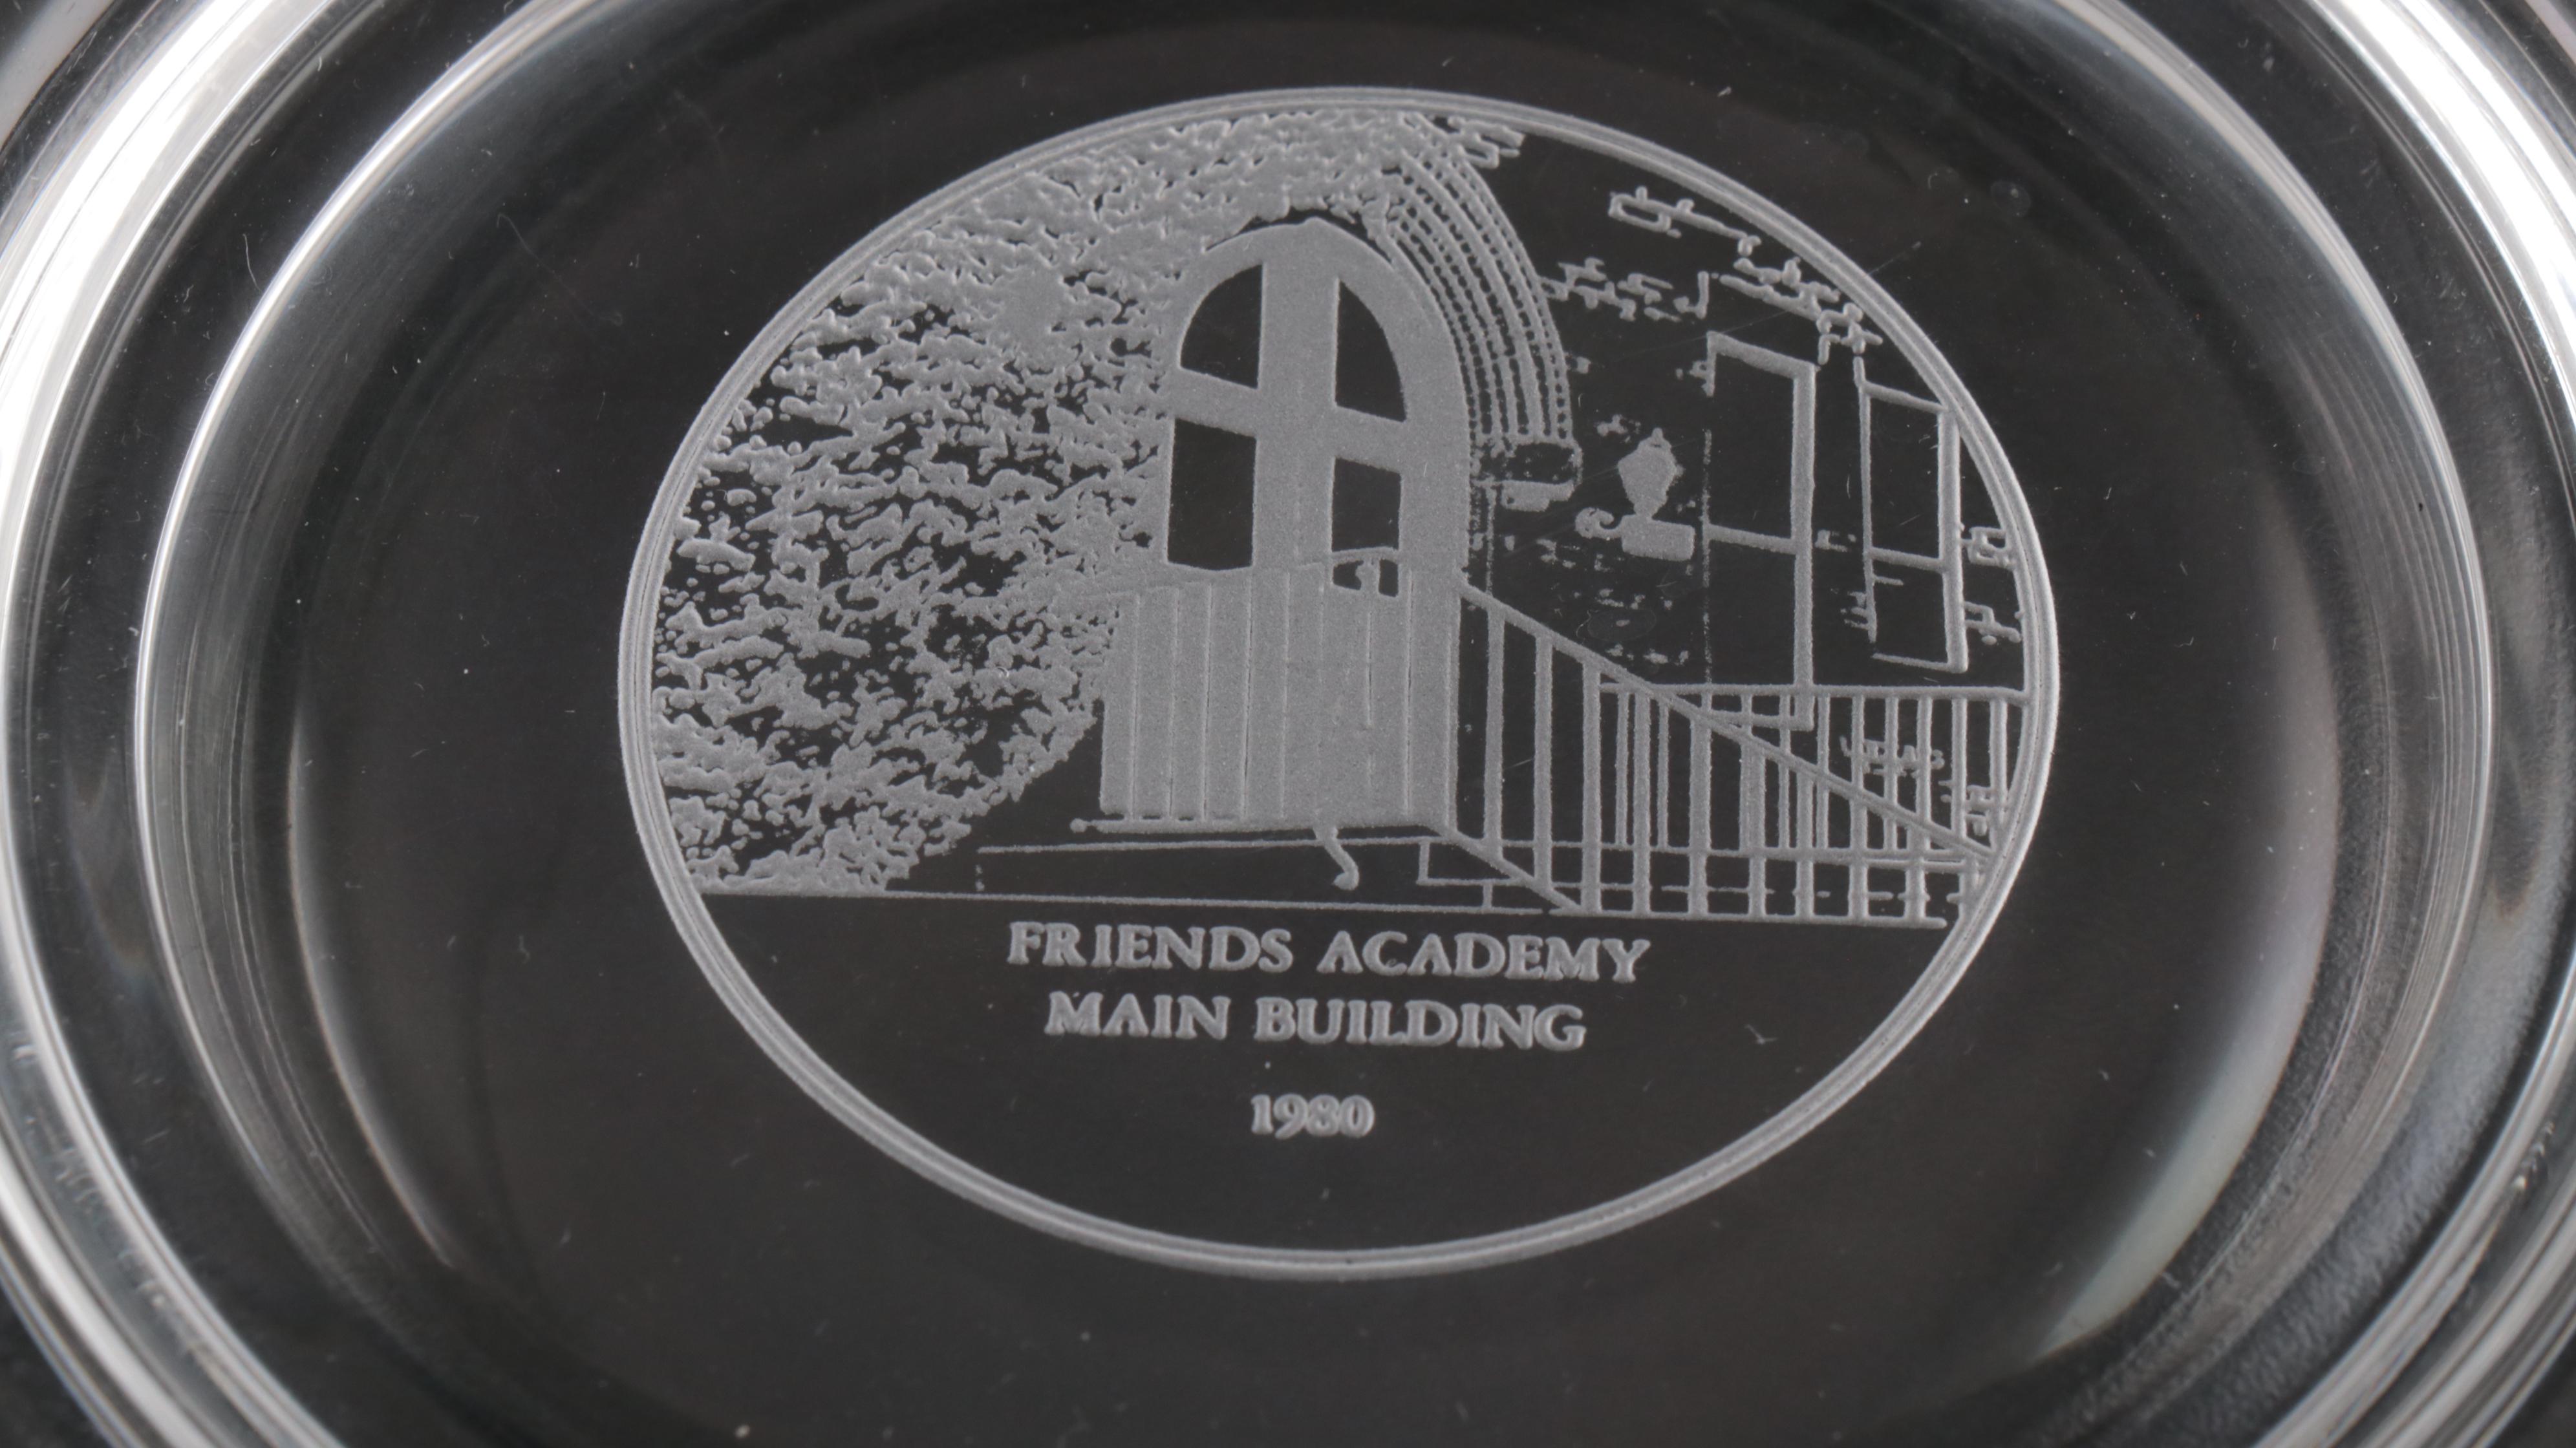 FRIENDS ACADEMY
MAIN BUILDING
1980